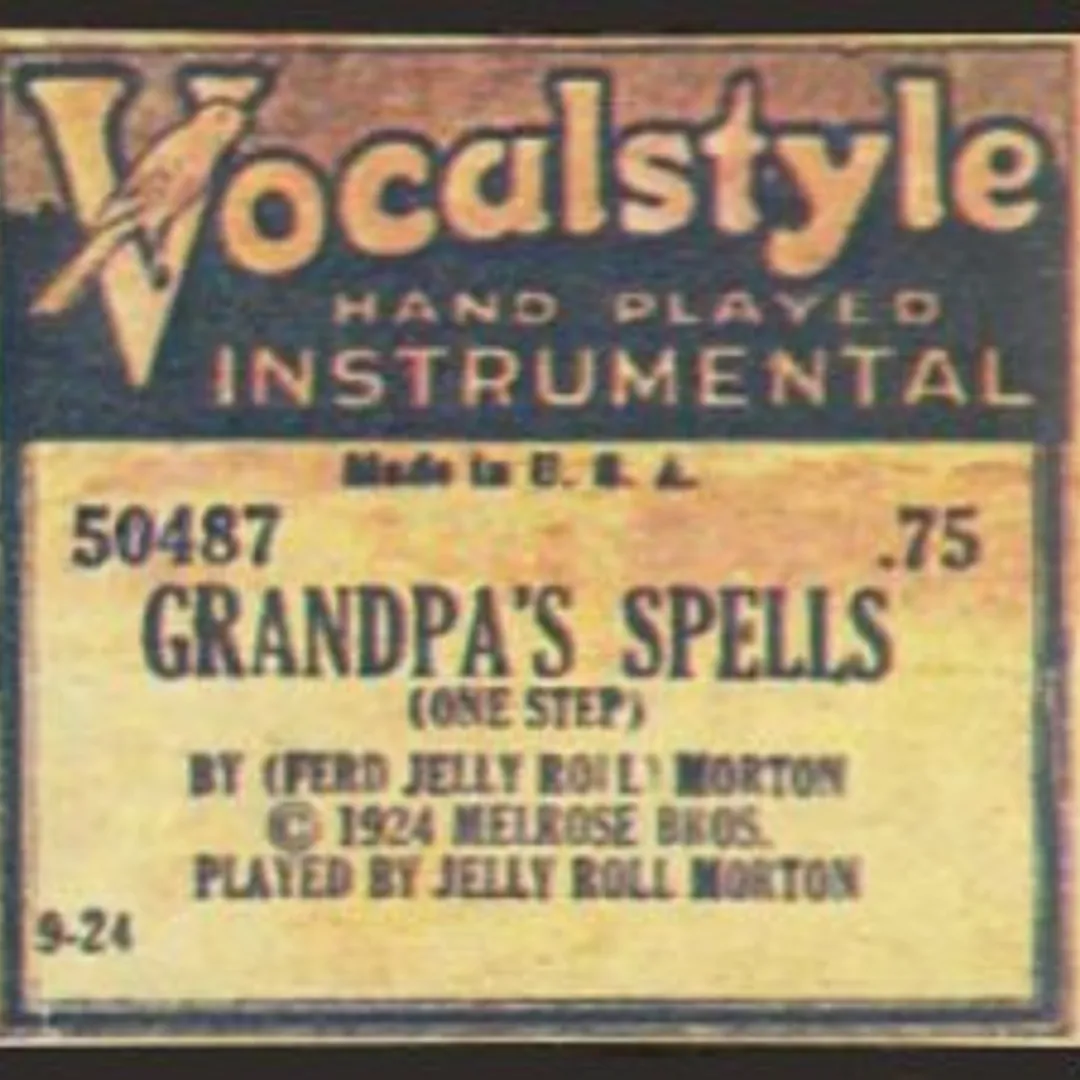 Vocalstyle
HAND PLAYED
INSTRUMENTAL
Made in U. S. A.
50487 .75
GRANDPA'S SPELLS
(ONE STEP)
BY (FERD JELLY ROLL) MORTON
© 1924 MELROSE BROS.
PLAYED BY JELLY ROLL MORTON
9-24